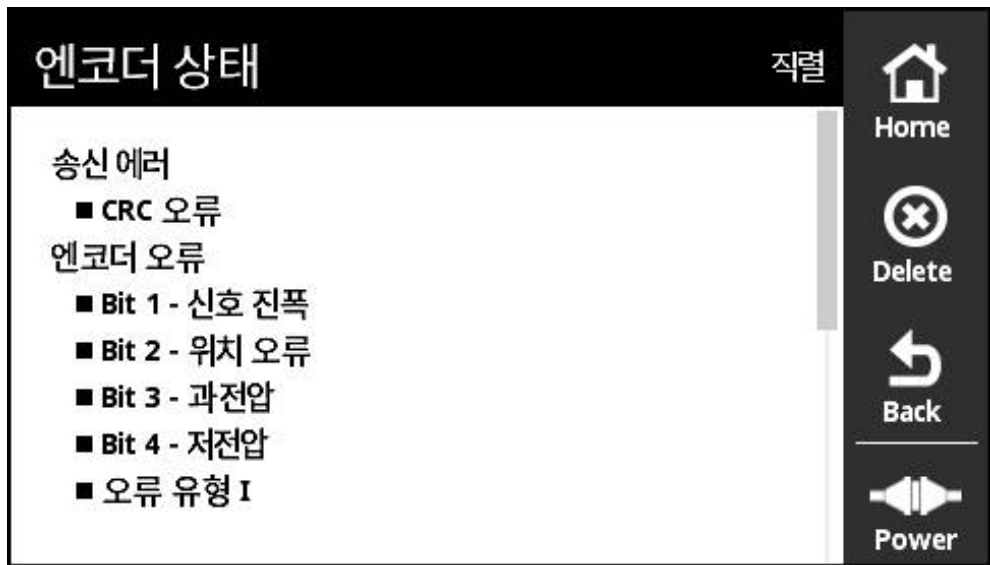 엔코더 상태
직렬
송신 에러
■ CRC 오류
엔코더 오류
■ Bit 1 - 신호 진폭
■ Bit 2 - 위치 오류
■ Bit 3 - 과전압
■ Bit 4 - 저전압
■ 오류 유형 I
Home
Delete
Back
Power